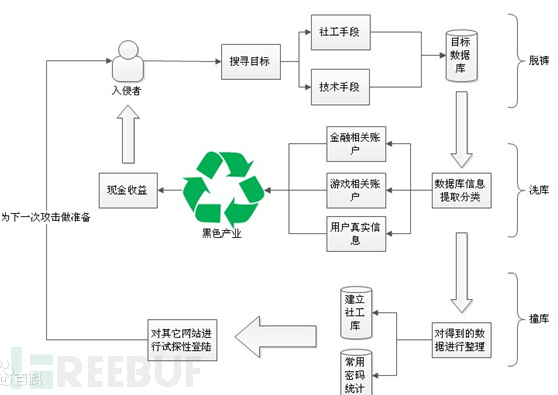 社工手段
目标
数据
库
搜寻目标
脱裤
入侵者
技术手段
金融相关账
户
现金收益
游戏相关账
户
数据库信息
提取分类
洗库
黑色产业
用户真实信
息
为下一次攻击做准备
建立
社工
库
对其它网站进
行试探性登陆
对得到的数
据进行整理
撞库
常用
密码
统计
REEBUF
百科